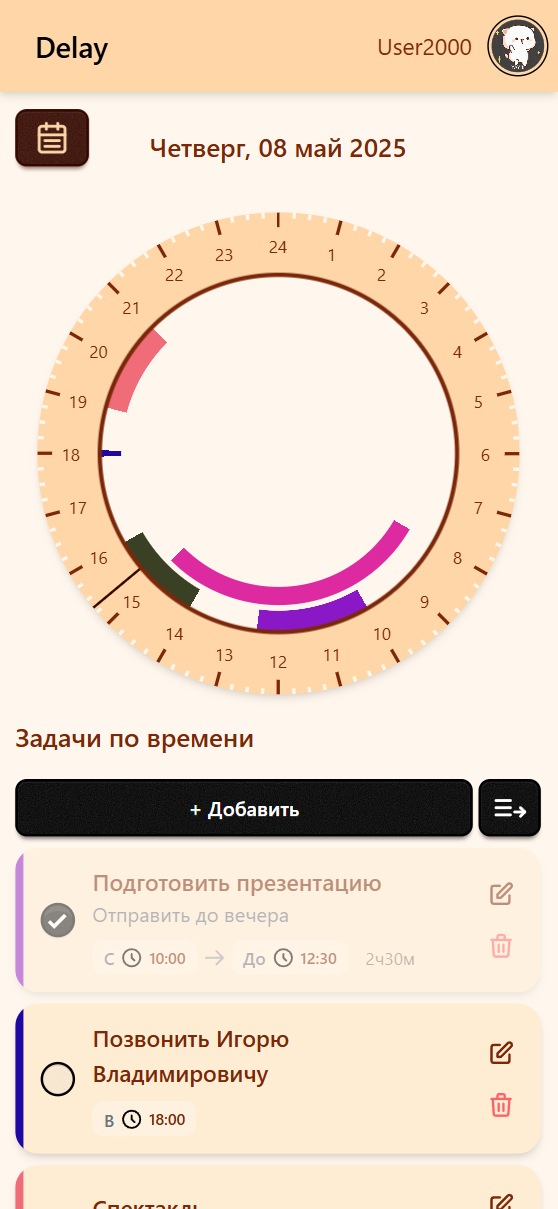 Delay
User2000
Четверг, 08 май 2025
24
1
2
3
4
5
6
7
8
9
10
11
12
13
14
15
16
17
18
19
20
21
22
23
Задачи по времени
+ Добавить
Подготовить презентацию
Отправить до вечера
С 10:00 До 12:30 2ч30м
Позвонить Игорю
Владимировичу
В 18:00
Спектакль